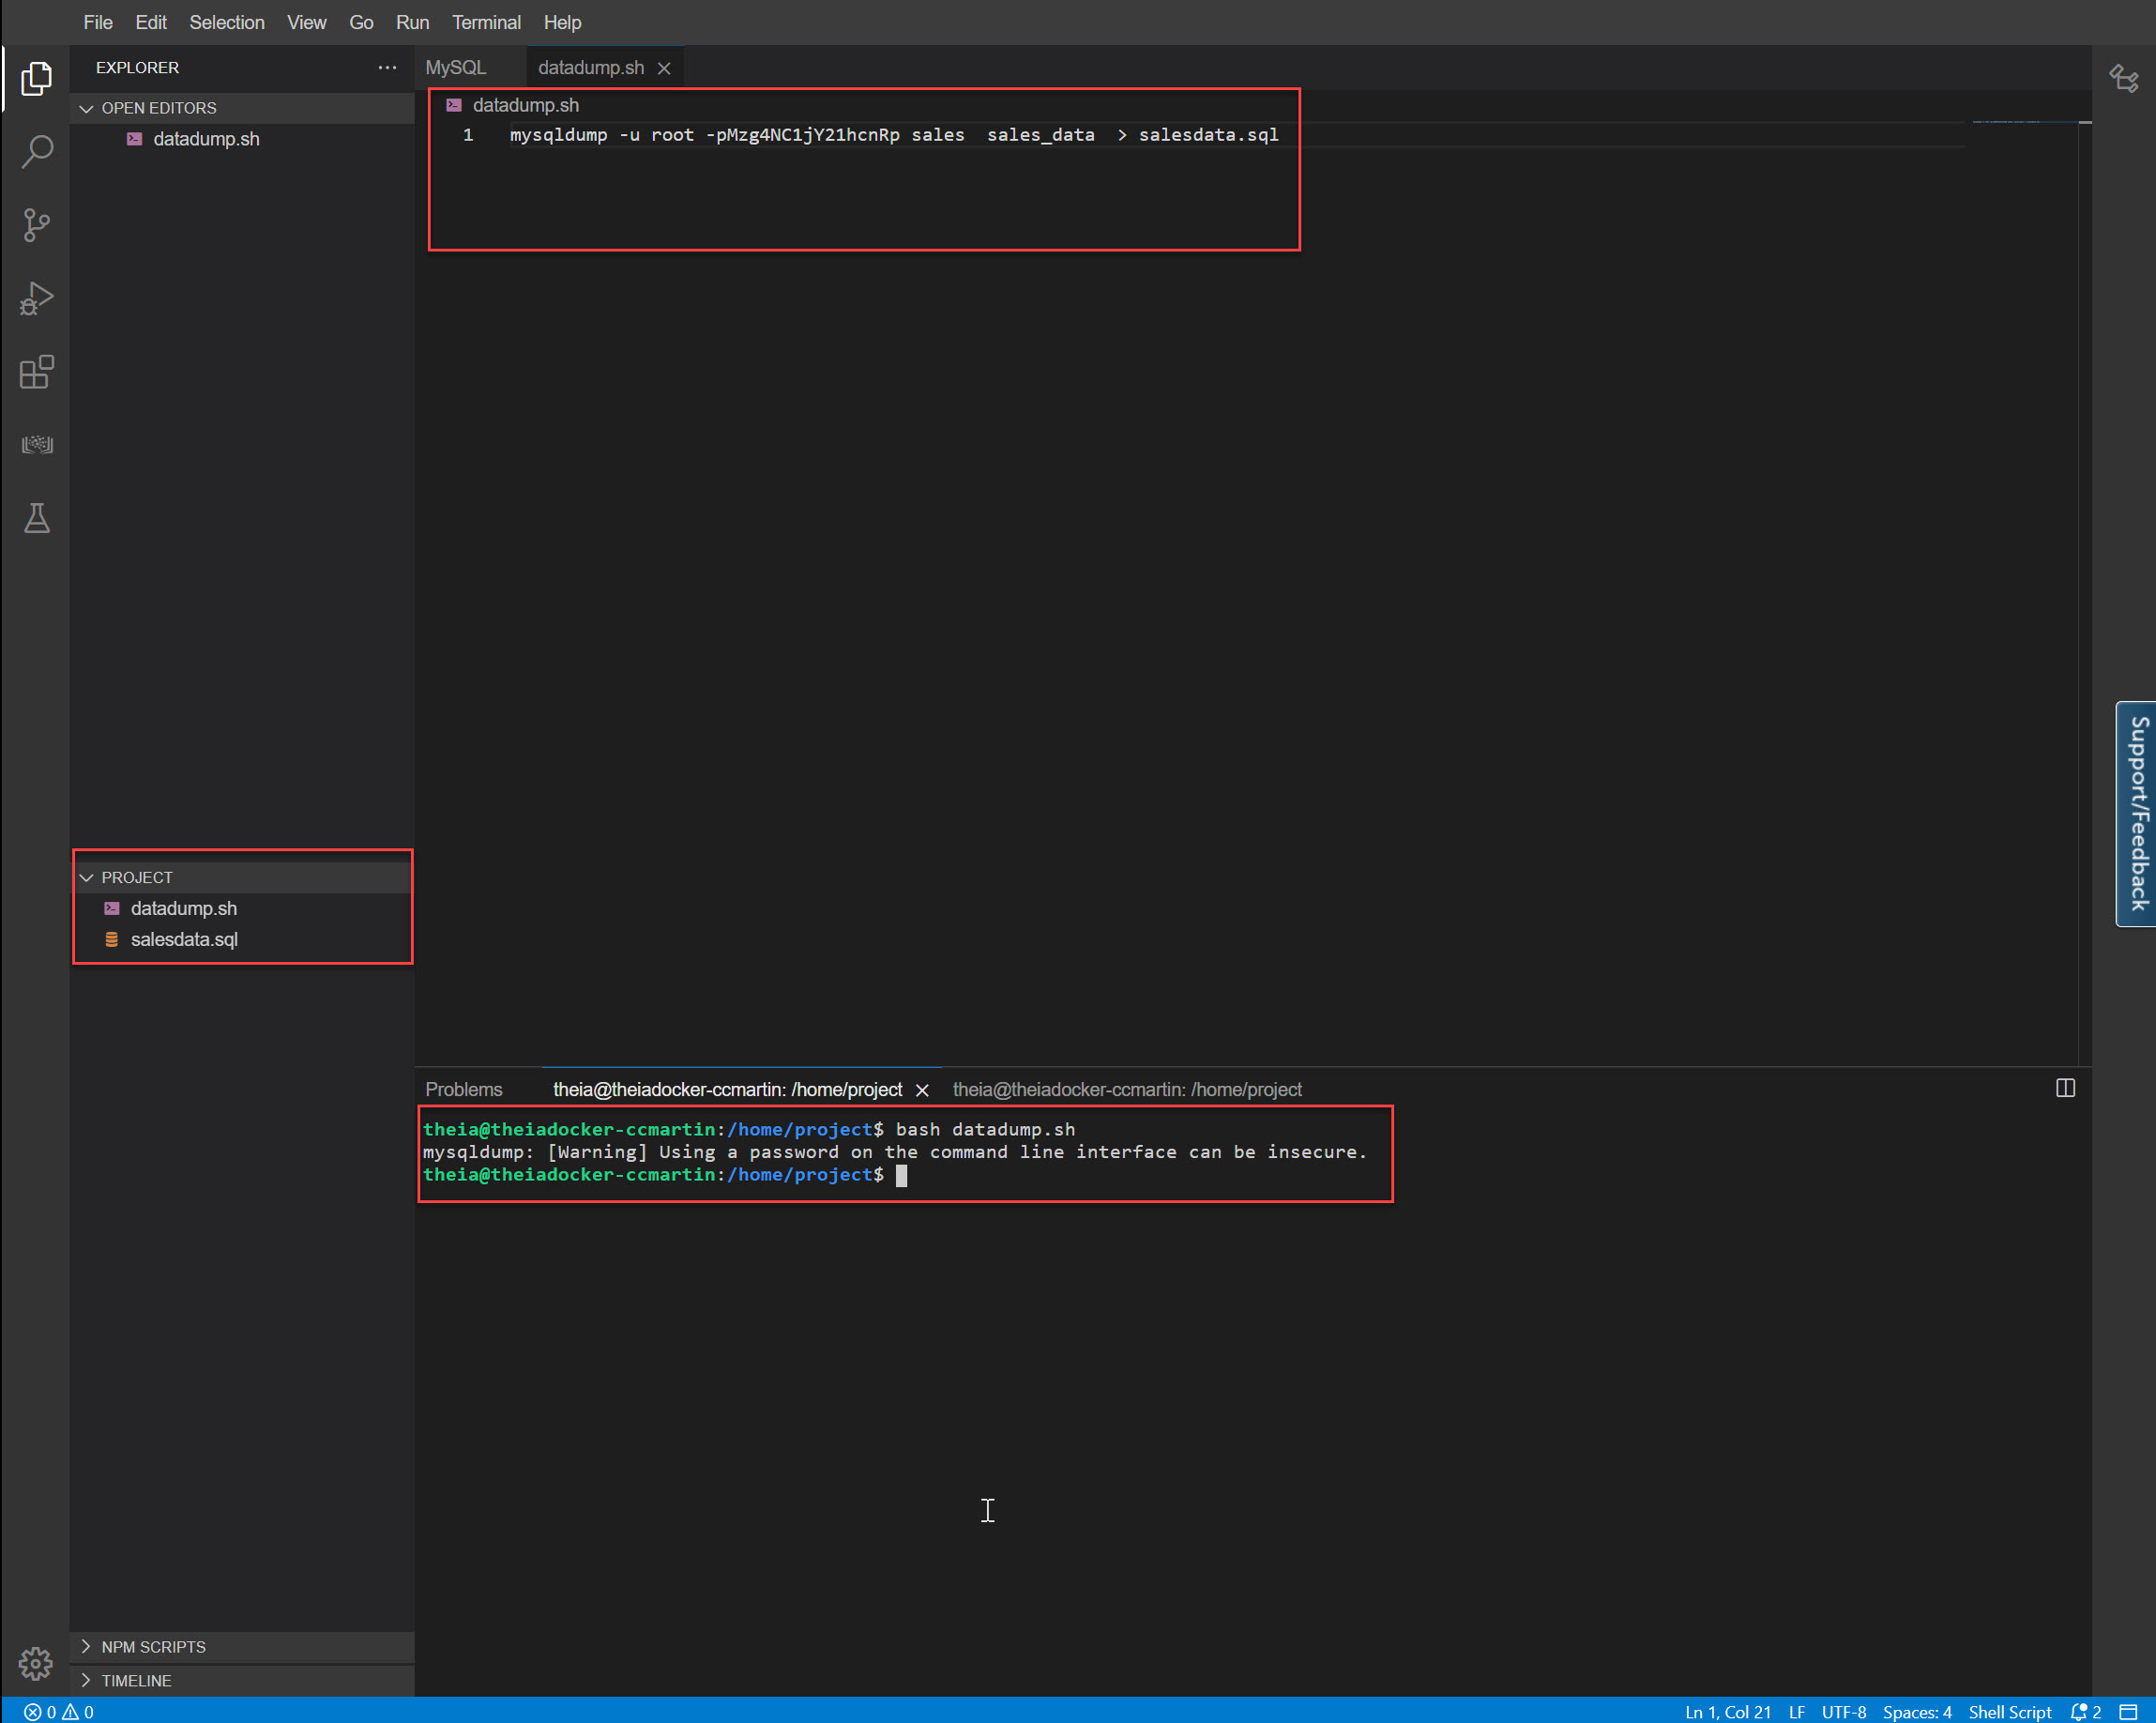 File Edit Selection View Go Run Terminal Help
EXPLORER
OPEN EDITORS
datadump.sh
MySQL datadump.sh
datadump.sh
1 mysqldump -u root -pMzg4NC1jY21hcnRp sales  sales_data  > salesdata.sql
PROJECT
datadump.sh
salesdata.sql
Support/Feedback
Problems theia@theiadocker-ccmartin: /home/project theia@theiadocker-ccmartin: /home/project
theia@theiadocker-ccmartin:/home/project$ bash datadump.sh
mysqldump: [Warning] Using a password on the command line interface can be insecure.
theia@theiadocker-ccmartin:/home/project$
NPM SCRIPTS
TIMELINE
0 0 Ln 1, Col 21 LF UTF-8 Spaces: 4 Shell Script 2